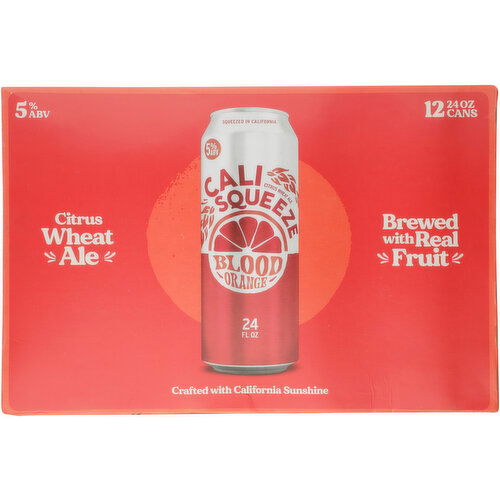 5% ABV
12 24 OZ CANS
SQUEEZED IN CALIFORNIA
5% ABV
CALI
SQUEEZE
CITRUS WHEAT ALE
BLOOD
ORANGE
24
FL OZ
Citrus
Wheat
Ale
Brewed
with Real
Fruit
Crafted with California Sunshine